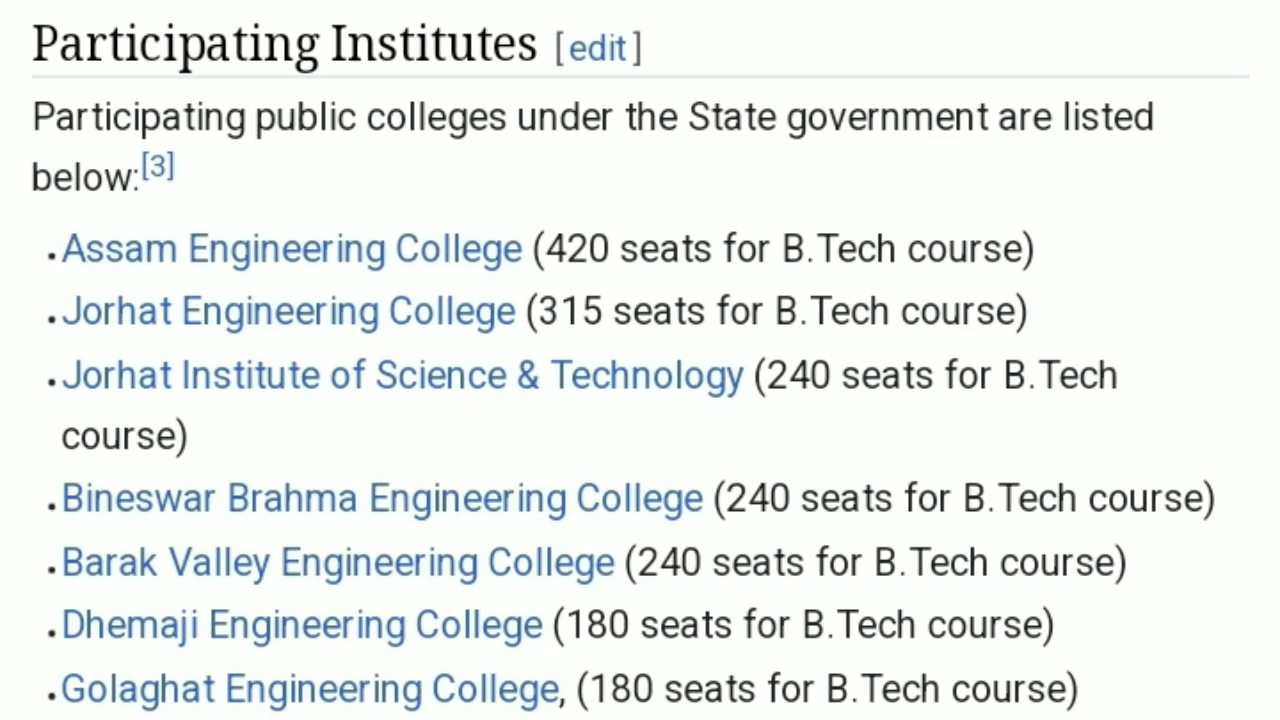 Participating Institutes [edit]
Participating public colleges under the State government are listed
below:[3]
• Assam Engineering College (420 seats for B.Tech course)
• Jorhat Engineering College (315 seats for B.Tech course)
• Jorhat Institute of Science & Technology (240 seats for B.Tech
course)
• Bineswar Brahma Engineering College (240 seats for B.Tech course)
• Barak Valley Engineering College (240 seats for B.Tech course)
• Dhemaji Engineering College (180 seats for B.Tech course)
• Golaghat Engineering College, (180 seats for B.Tech course)